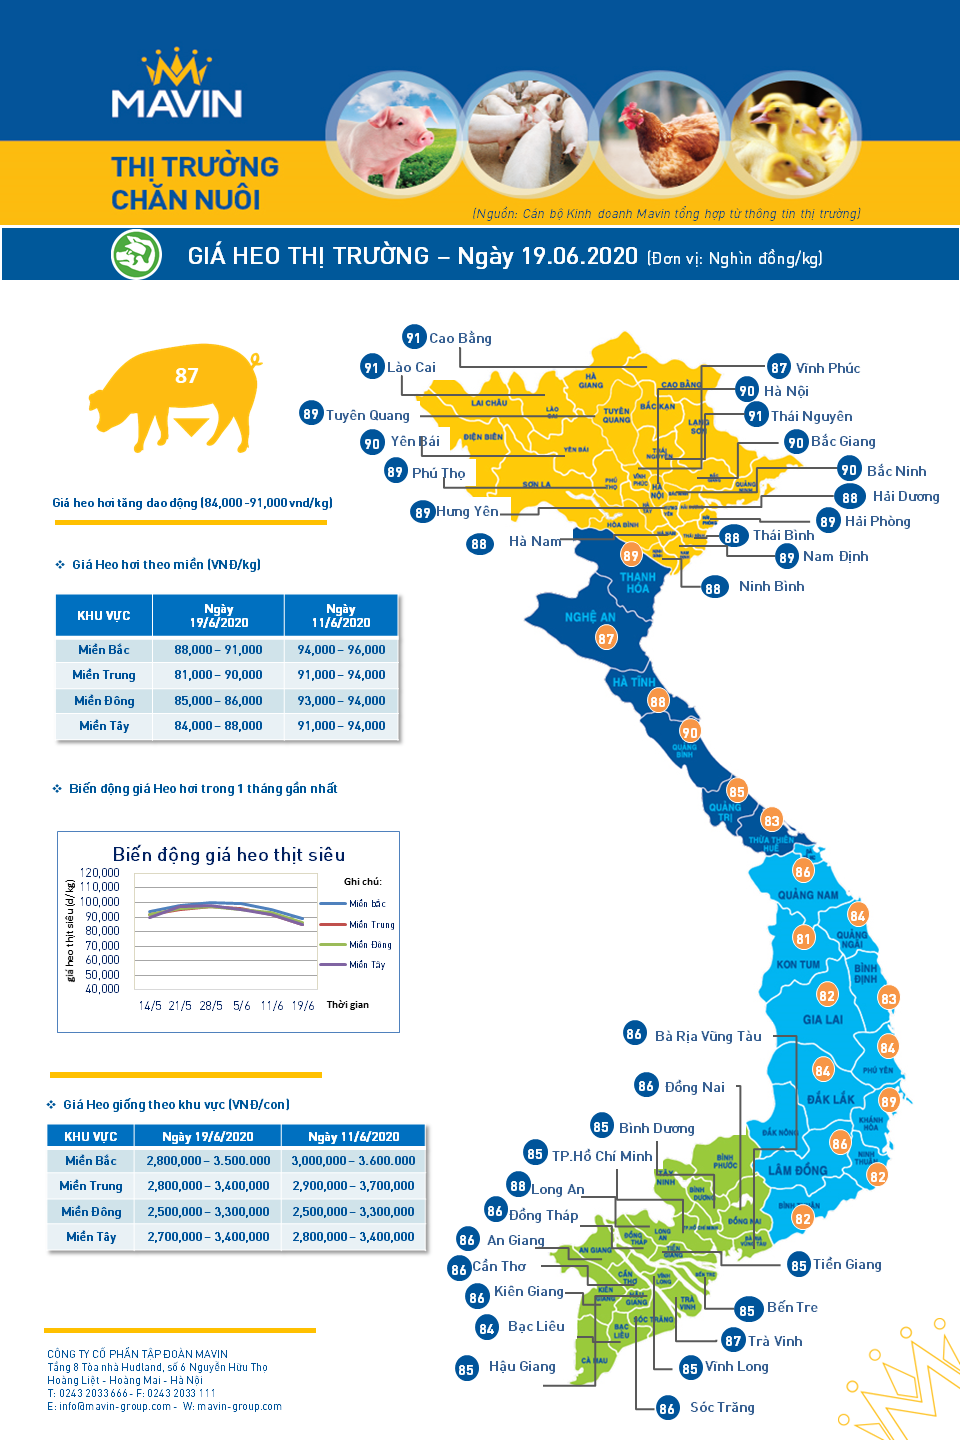 MAVIN
THỊ TRƯỜNG
CHĂN NUÔI
(Nguồn: Cán bộ Kinh doanh Mavin tổng hợp từ thông tin thị trường)
GIÁ HEO THỊ TRƯỜNG – Ngày 19.06.2020 (Đơn vị: Nghìn đồng/kg)
87
Giá heo hơi tăng dao động (84,000 -91,000 vnd/kg)
❖ Giá Heo hơi theo miền (VNĐ/kg)
KHU VỰC Ngày 19/6/2020 Ngày 11/6/2020
Miền Bắc 88,000 – 91,000 94,000 – 96,000
Miền Trung 81,000 – 90,000 91,000 – 94,000
Miền Đông 85,000 – 86,000 93,000 – 94,000
Miền Tây 84,000 – 88,000 91,000 – 94,000
❖ Biến động giá Heo hơi trong 1 tháng gần nhất
Biến động giá heo thịt siêu
giá heo thịt siêu (đ/kg)
120,000
110,000
100,000
90,000
80,000
70,000
60,000
50,000
40,000
14/5 21/5 28/5 5/6 11/6 19/6
Thời gian
Ghi chú:
Miền bắc
Miền Trung
Miền Đông
Miền Tây
❖ Giá Heo giống theo khu vực (VNĐ/con)
KHU VỰC Ngày 19/6/2020 Ngày 11/6/2020
Miền Bắc 2,800,000 – 3.500.000 3,000,000 – 3.600.000
Miền Trung 2,800,000 – 3,400,000 2,900,000 – 3,700,000
Miền Đông 2,500,000 – 3,300,000 2,500,000 – 3,300,000
Miền Tây 2,700,000 – 3,400,000 2,800,000 – 3,400,000
CÔNG TY CỔ PHẦN TẬP ĐOÀN MAVIN
Tầng 8 Tòa nhà Hudland, số 6 Nguyễn Hữu Thọ
Hoàng Liệt - Hoàng Mai - Hà Nội
T: 0243 2033 666 - F: 0243 2033 111
E: info@mavin-group.com - W: mavin-group.com
91 Cao Bằng
91 Lào Cai
89 Tuyên Quang
90 Yên Bái
89 Phú Thọ
89 Hưng Yên
88 Hà Nam
87 Vĩnh Phúc
90 Hà Nội
91 Thái Nguyên
90 Bắc Giang
90 Bắc Ninh
88 Hải Dương
89 Hải Phòng
88 Thái Bình
89 Nam Định
88 Ninh Bình
HÀ GIANG
CAO BẰNG
LAI CHÂU
LÀO CAI
TUYÊN QUANG
BẮC KẠN
LẠNG SƠN
ĐIỆN BIÊN
YÊN BÁI
THÁI NGUYÊN
SƠN LA
PHÚ THỌ
VĨNH PHÚC
HÀ NỘI
BẮC GIANG
QUẢNG NINH
HÒA BÌNH
89
THANH HÓA
NGHỆ AN
87
HÀ TĨNH
88
90
QUẢNG BÌNH
85
QUẢNG TRỊ
83
THỪA THIÊN HUẾ
86
QUẢNG NAM
84
QUẢNG NGÃI
81
KON TUM
BÌNH ĐỊNH
82
83
GIA LAI
84
PHÚ YÊN
84
ĐẮK LẮK
89
KHÁNH HÒA
ĐẮK NÔNG
86
NINH THUẬN
LÂM ĐỒNG
82
BÌNH THUẬN
82
86 Bà Rịa Vũng Tàu
86 Đồng Nai
85 Bình Dương
85 TP.Hồ Chí Minh
88 Long An
86 Đồng Tháp
86 An Giang
86 Cần Thơ
86 Kiên Giang
84 Bạc Liêu
85 Hậu Giang
85 Tiền Giang
85 Bến Tre
87 Trà Vinh
85 Vĩnh Long
86 Sóc Trăng
BÌNH PHƯỚC
TÂY NINH
BÌNH DƯƠNG
ĐỒNG NAI
TP.HỒ CHÍ MINH
BÀ RỊA VŨNG TÀU
LONG AN
ĐỒNG THÁP
TIỀN GIANG
AN GIANG
CẦN THƠ
VĨNH LONG
BẾN TRE
KIÊN GIANG
HẬU GIANG
TRÀ VINH
SÓC TRĂNG
BẠC LIÊU
CÀ MAU